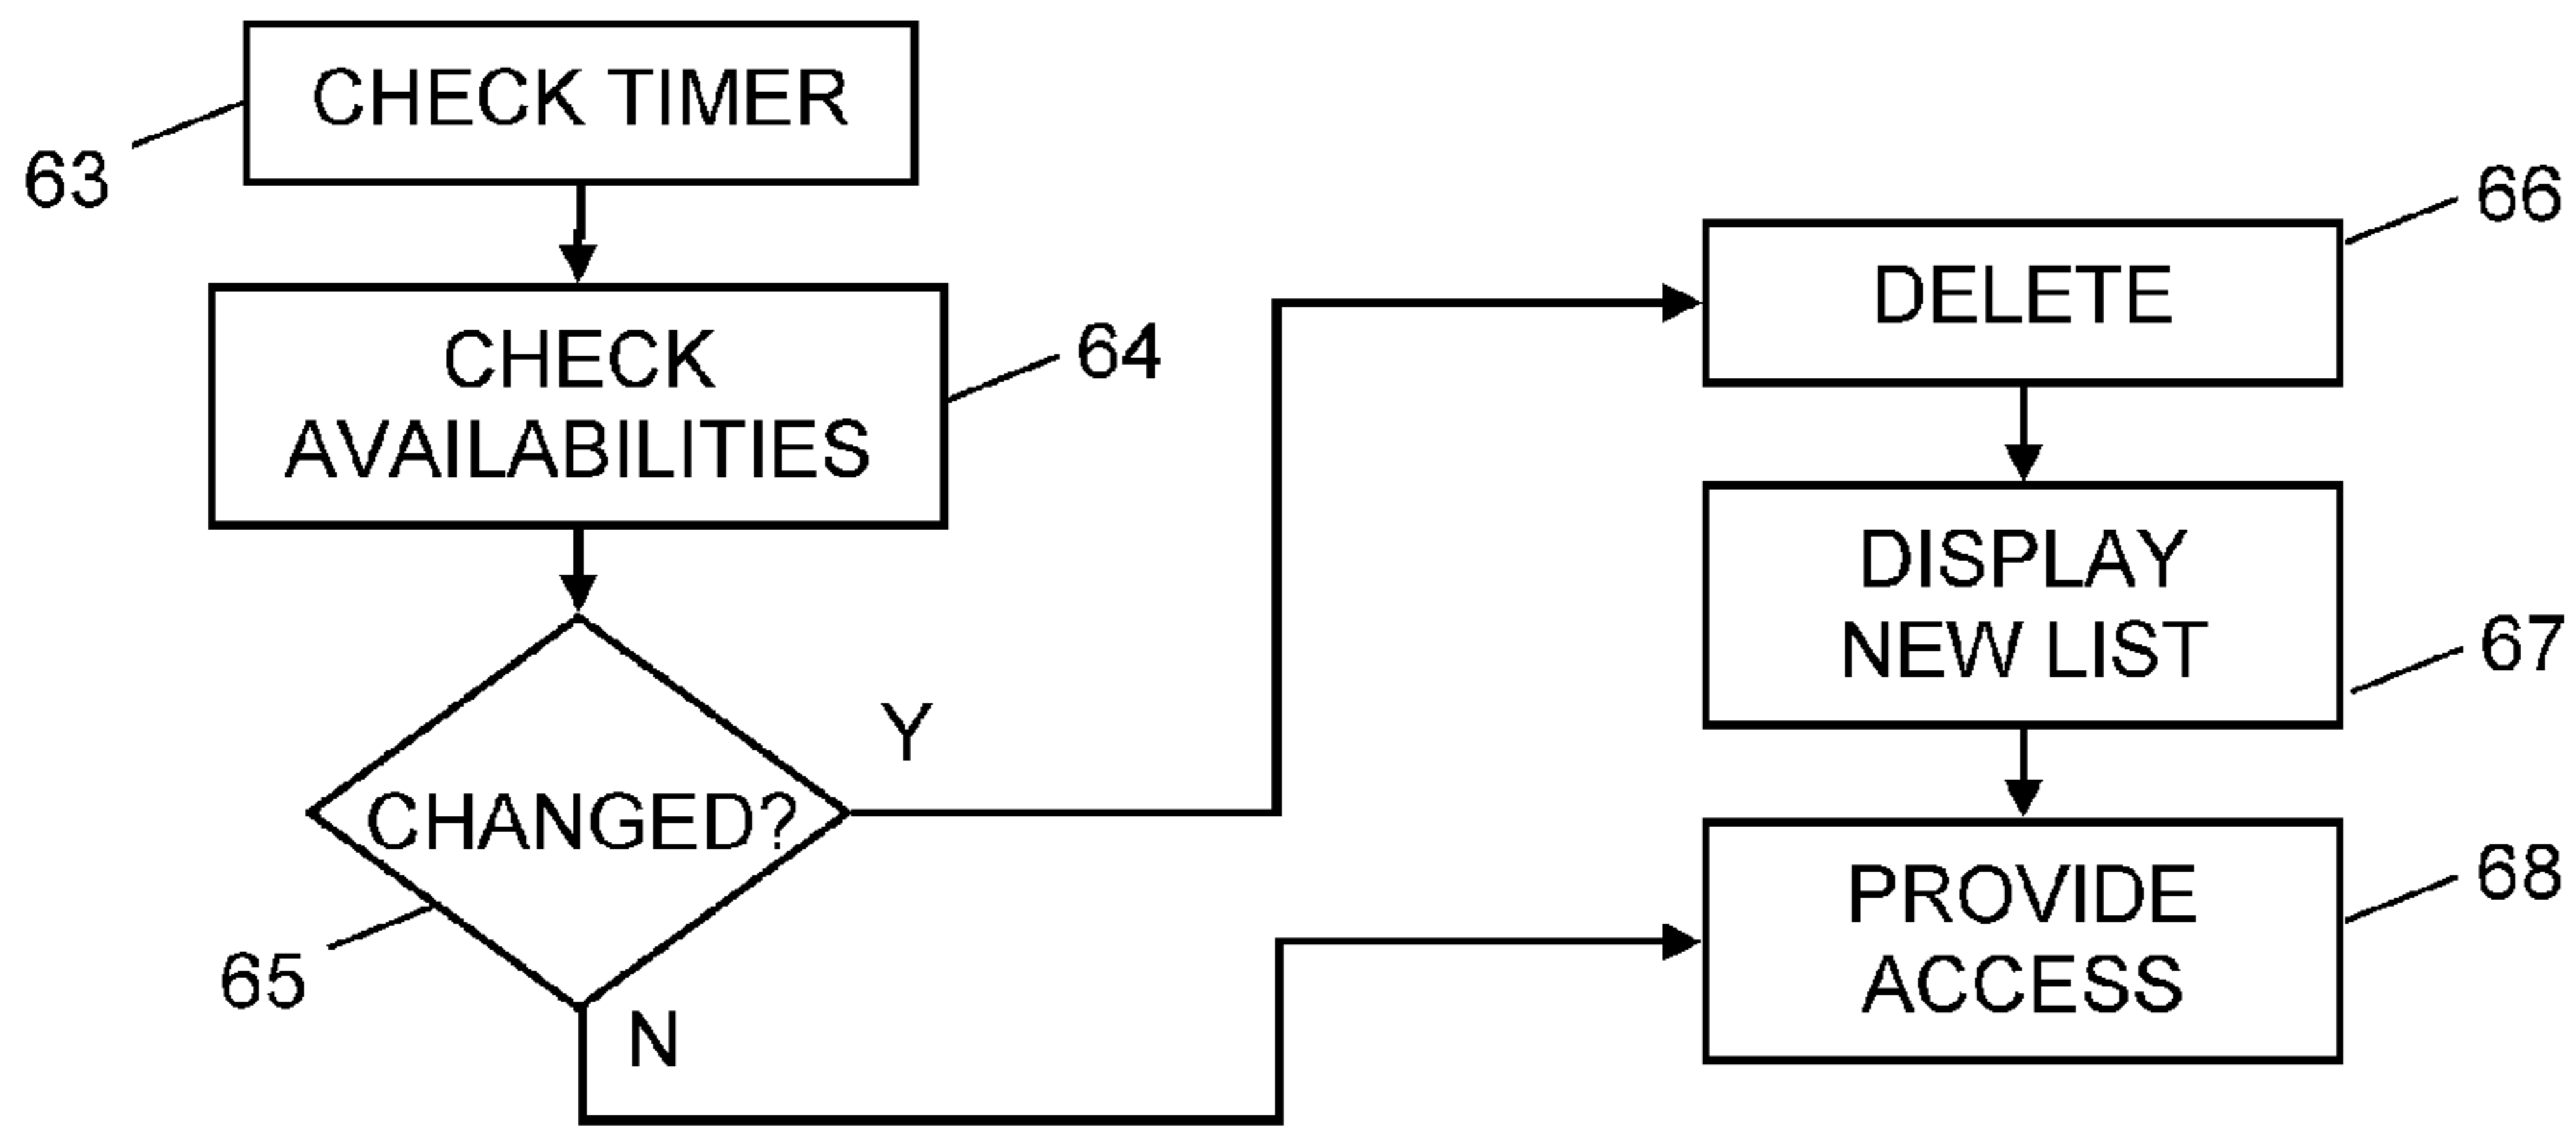 CHECK TIMER
63
CHECK
AVAILABILITIES
64
CHANGED?
Y
N
65
DELETE
66
DISPLAY
NEW LIST
67
PROVIDE
ACCESS
68